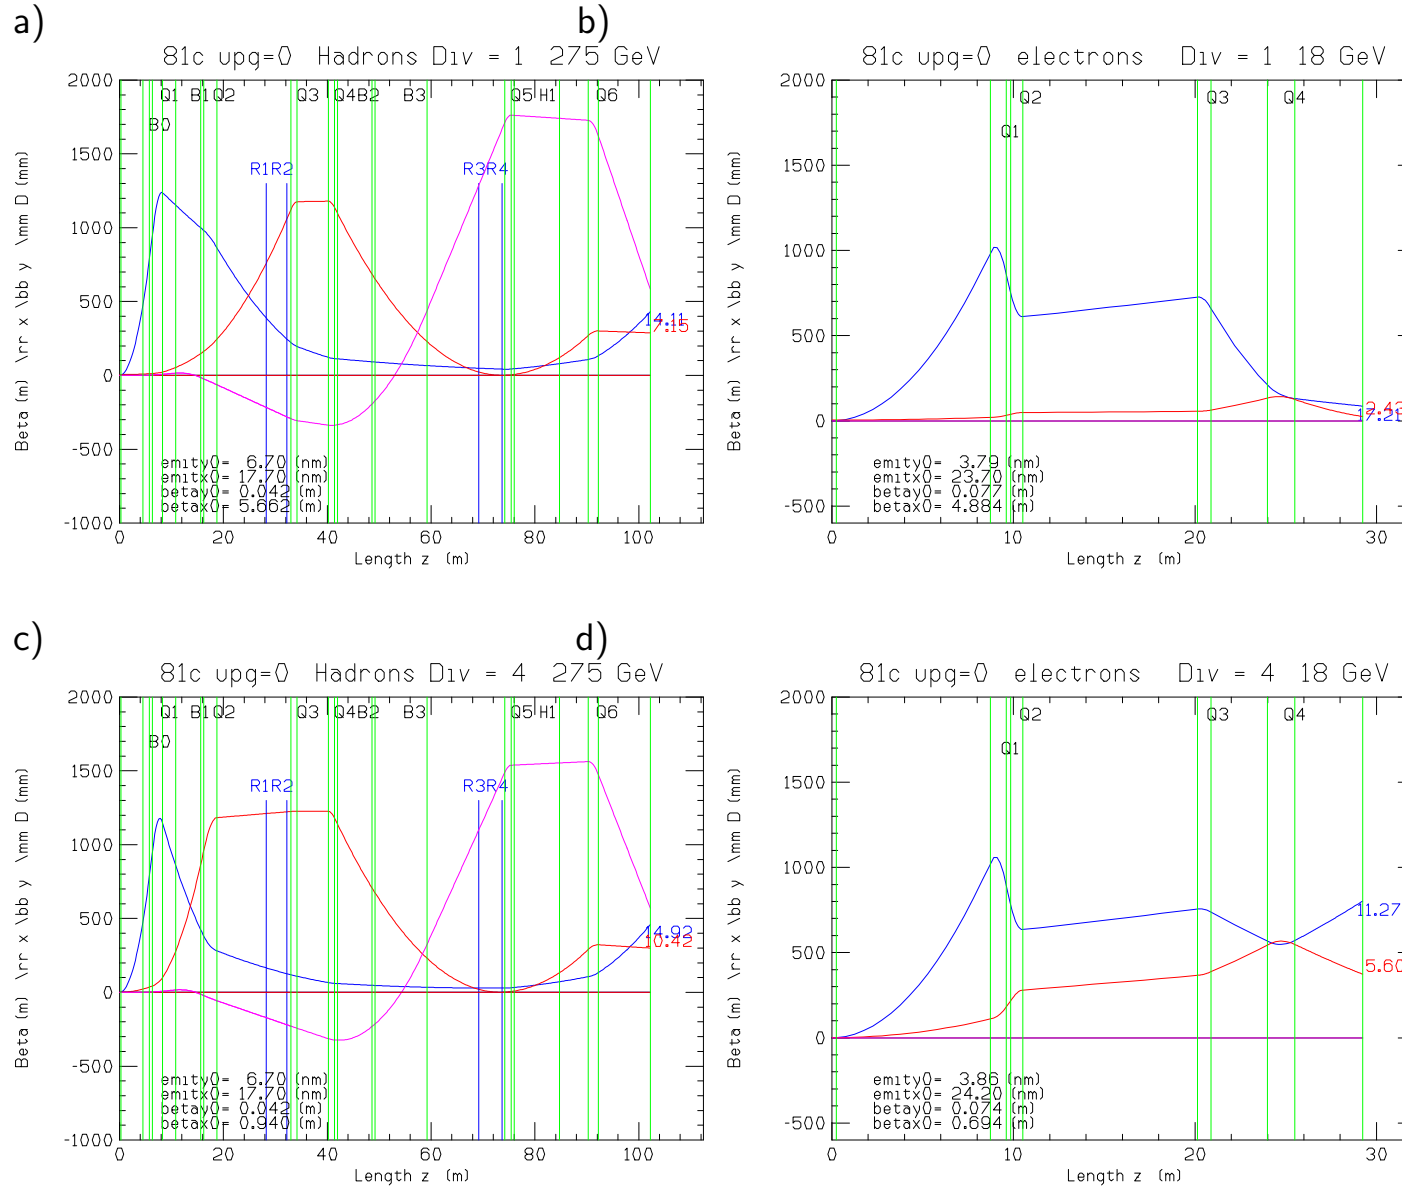 a)
81c upg=0 Hadrons Div = 1 275 GeV
2000
1500
1000
500
0
-500
-1000
Beta (m) \rr x \bb y \mm D (mm)
Q1 B1 Q2 Q3 Q4 B2 B3 Q5 H1 Q6
B0
R1 R2 R3 R4
14.11
7.15
emity0= 6.70 (nm)
emitx0= 17.70 (nm)
betay0= 0.042 (m)
betax0= 5.662 (m)
0 20 40 60 80 100
Length z (m)
b)
81c upg=0 electrons Div = 1 18 GeV
2000
1500
1000
500
0
-500
Beta (m) \rr x \bb y \mm D (mm)
Q2 Q3 Q4
Q1
17.21
emity0= 3.79 (nm)
emitx0= 23.70 (nm)
betay0= 0.077 (m)
betax0= 4.884 (m)
0 10 20 30
Length z (m)
c)
81c upg=0 Hadrons Div = 4 275 GeV
2000
1500
1000
500
0
-500
-1000
Beta (m) \rr x \bb y \mm D (mm)
Q1 B1 Q2 Q3 Q4 B2 B3 Q5 H1 Q6
B0
R1 R2 R3 R4
14.92
10.42
emity0= 6.70 (nm)
emitx0= 17.70 (nm)
betay0= 0.042 (m)
betax0= 0.940 (m)
0 20 40 60 80 100
Length z (m)
d)
81c upg=0 electrons Div = 4 18 GeV
2000
1500
1000
500
0
-500
Beta (m) \rr x \bb y \mm D (mm)
Q2 Q3 Q4
Q1
11.27
5.60
emity0= 3.86 (nm)
emitx0= 24.20 (nm)
betay0= 0.074 (m)
betax0= 0.694 (m)
0 10 20 30
Length z (m)